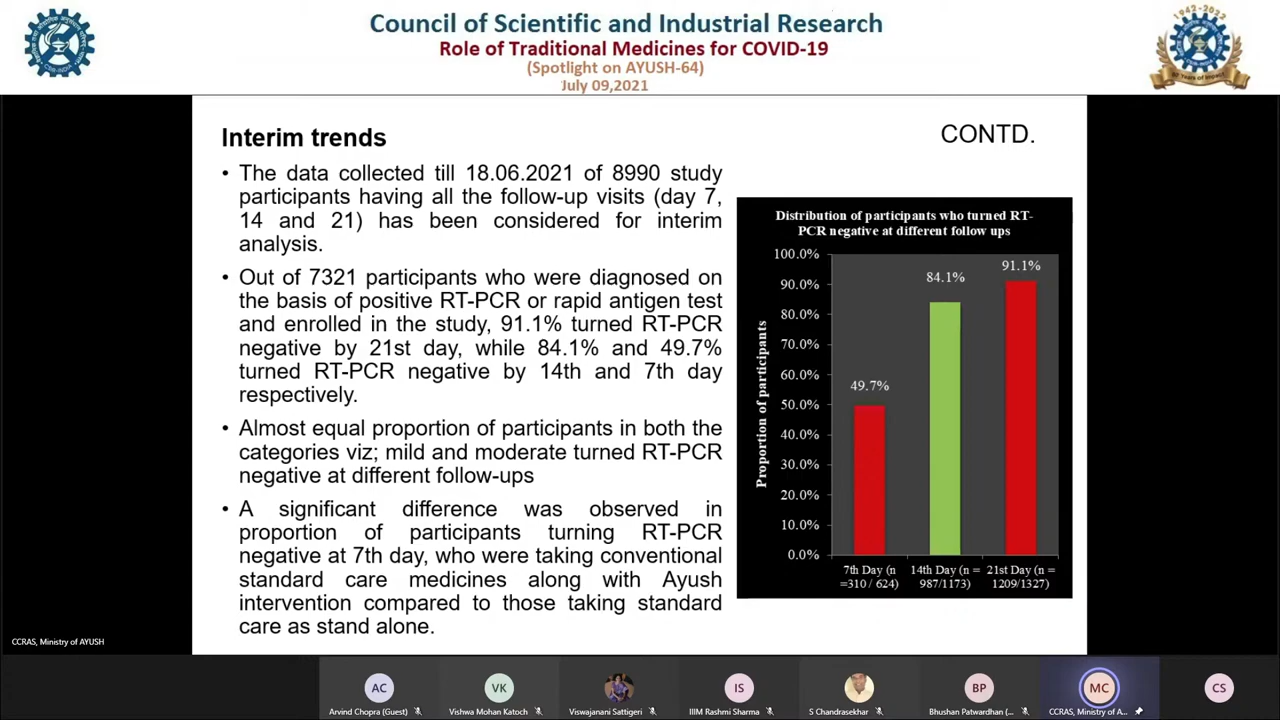 Council of Scientific and Industrial Research
Role of Traditional Medicines for COVID-19
(Spotlight on AYUSH-64)
July 09,2021
1942-2022
Interim trends
CONTD.
• The data collected till 18.06.2021 of 8990 study
participants having all the follow-up visits (day 7,
14 and 21) has been considered for interim
analysis.
• Out of 7321 participants who were diagnosed on
the basis of positive RT-PCR or rapid antigen test
and enrolled in the study, 91.1% turned RT-PCR
negative by 21st day, while 84.1% and 49.7%
turned RT-PCR negative by 14th and 7th day
respectively.
• Almost equal proportion of participants in both the
categories viz; mild and moderate turned RT-PCR
negative at different follow-ups
• A significant difference was observed in
proportion of participants turning RT-PCR
negative at 7th day, who were taking conventional
standard care medicines along with Ayush
intervention compared to those taking standard
care as stand alone.
Distribution of participants who turned RT-
PCR negative at different follow ups
Proportion of participants
100.0%
90.0%
80.0%
70.0%
60.0%
50.0%
40.0%
30.0%
20.0%
10.0%
0.0%
49.7%
84.1%
91.1%
7th Day (n
=310 / 624)
14th Day (n =
987/1173)
21st Day (n =
1209/1327)
CCRAS, Ministry of AYUSH
AC
VK
IS
BP
MC
CS
Arvind Chopra (Guest)
Vishwa Mohan Katoch
Viswajanani Sattigeri
IIIM Rashmi Sharma
S Chandrasekhar
Bhushan Patwardhan (...
CCRAS, Ministry of A...